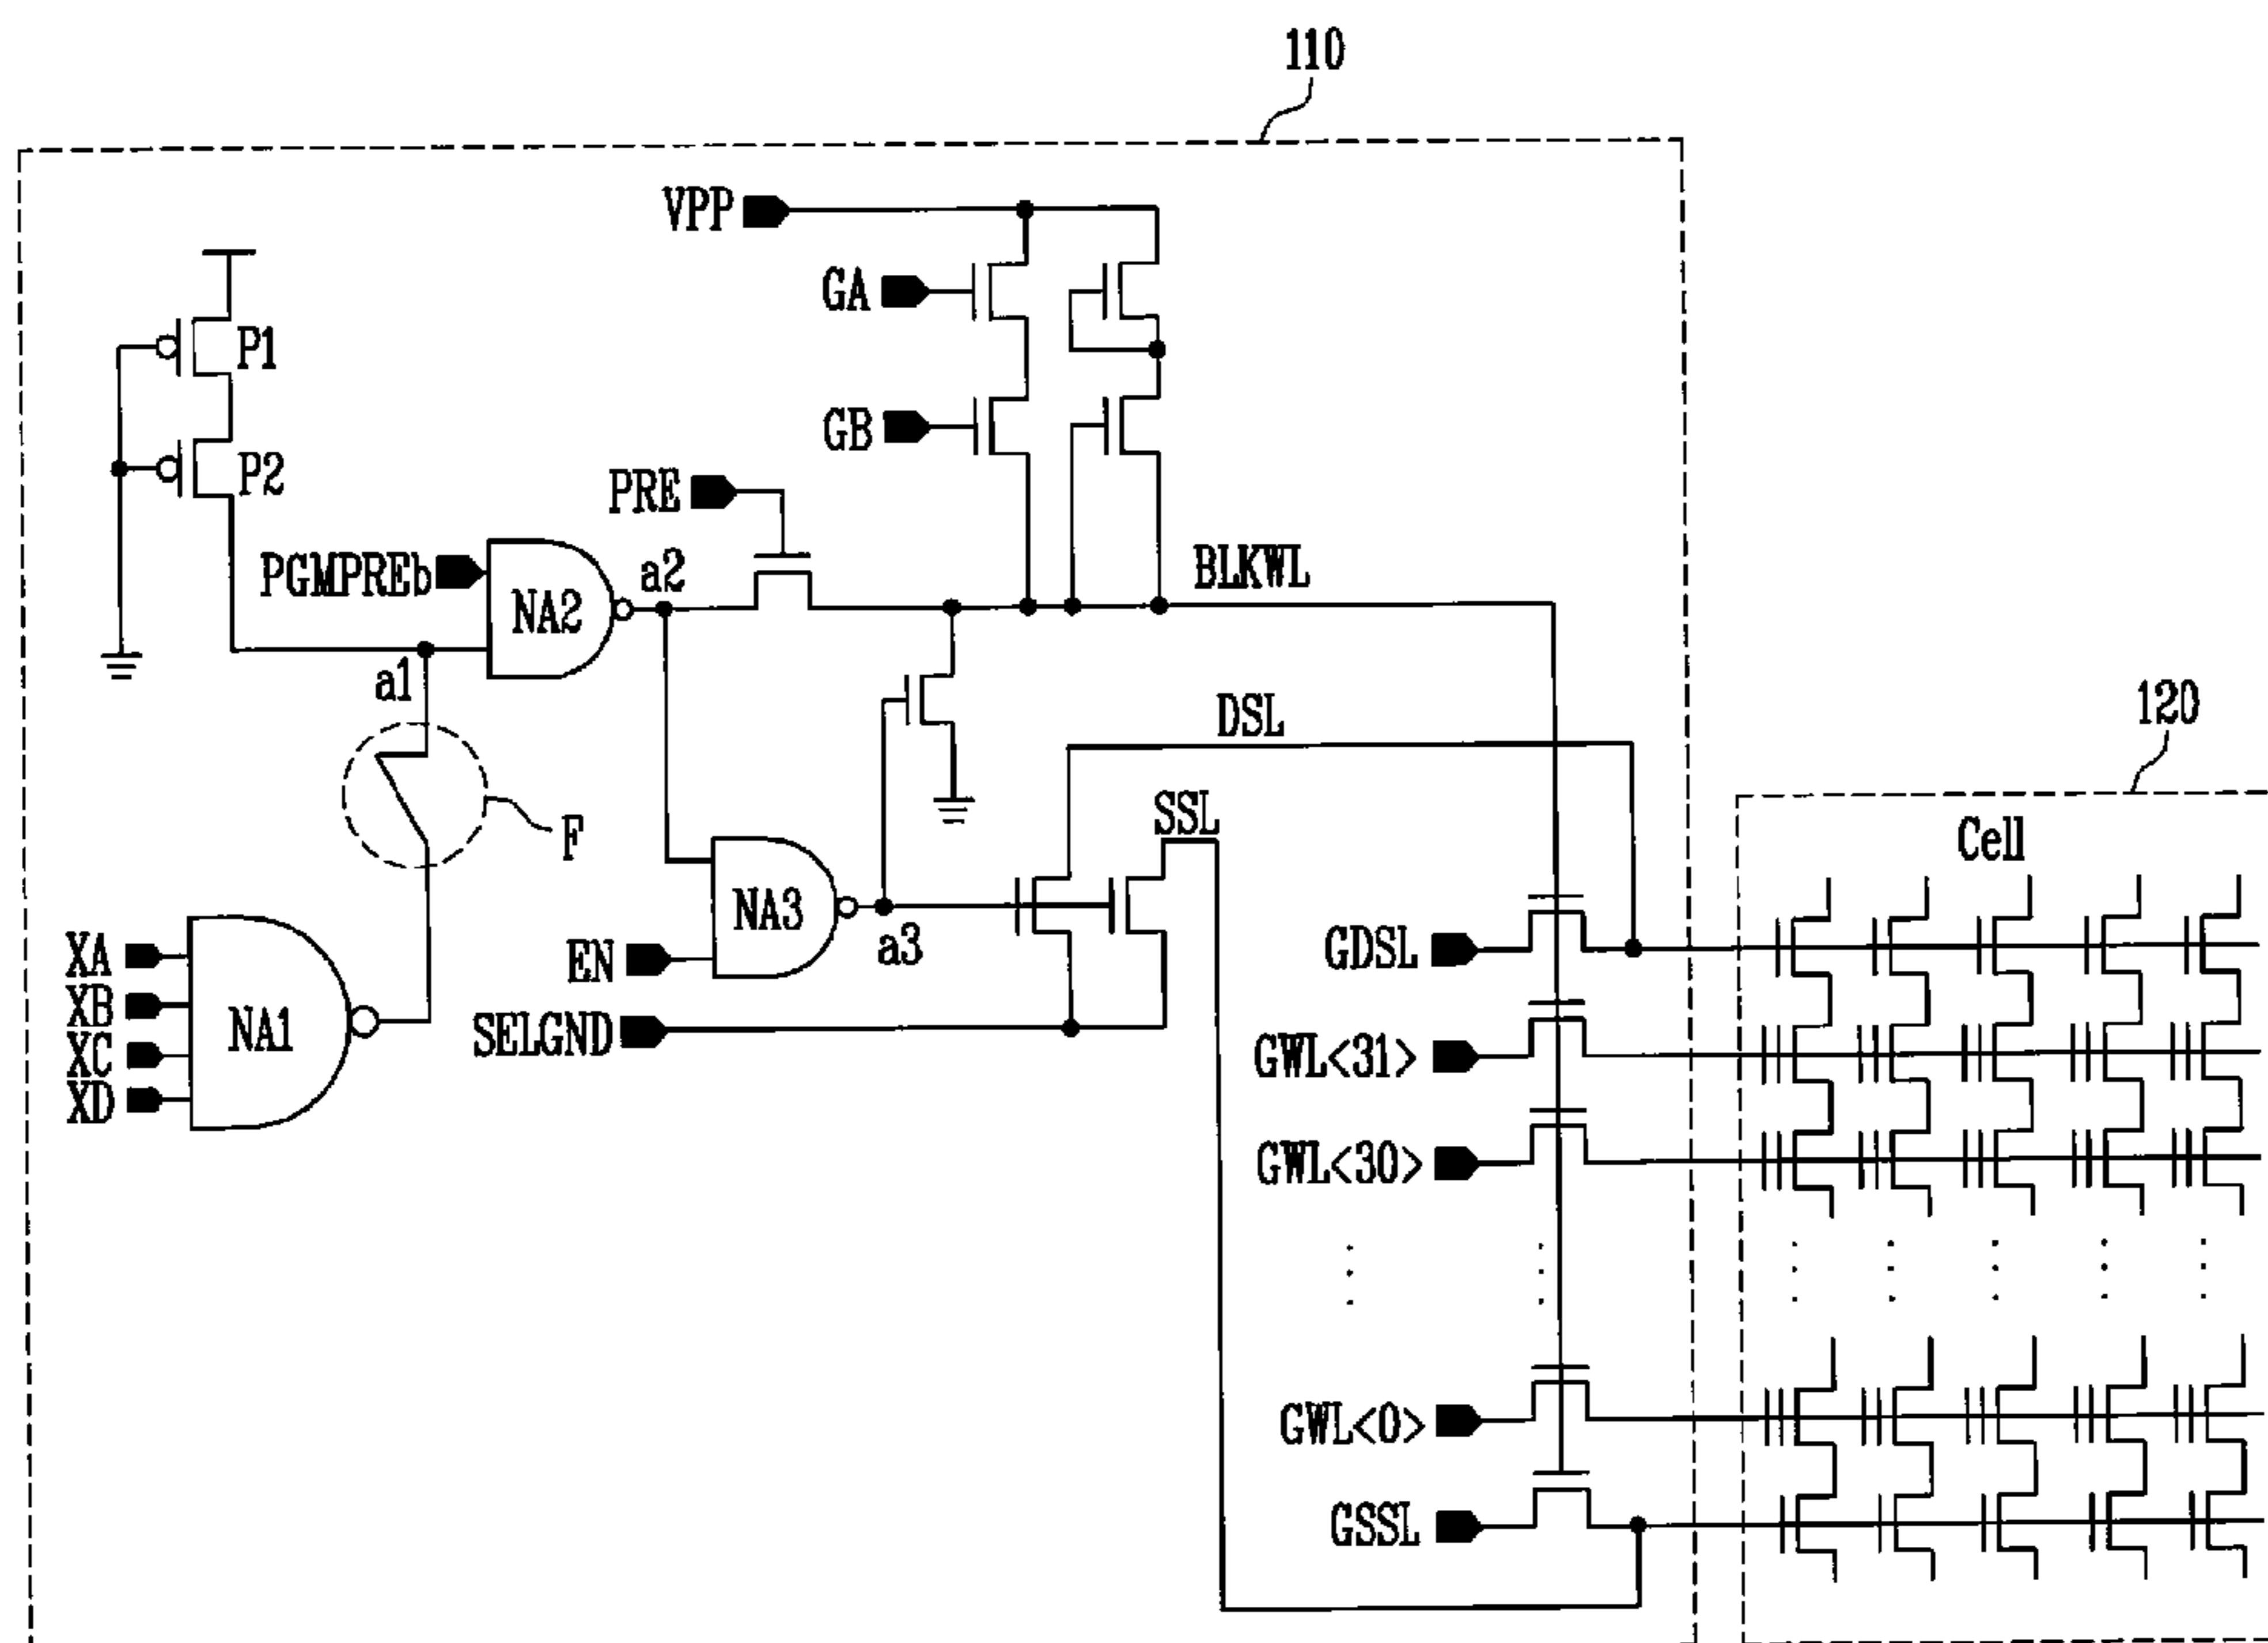 110
VPP
GA
P1
GB
P2
PRE
PGMPREb
NA2
a2
BLKWL
a1
DSL
120
F
SSL
Cell
NA3
XA
XB
XC
XD
NA1
EN
a3
GDSL
SELGND
GWL<31>
GWL<30>
GWL<0>
GSSL